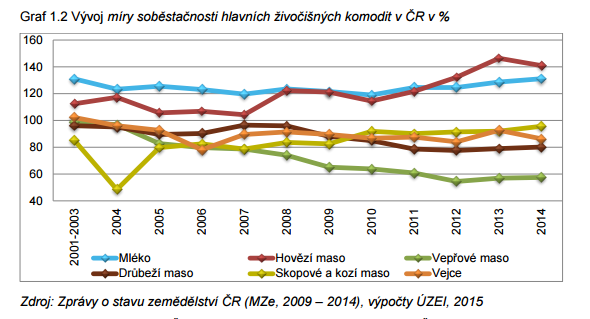 Graf 1.2 Vývoj míry soběstačnosti hlavních živočišných komodit v ČR v %
160
140
120
100
80
60
40
2001-2003
2004
2005
2006
2007
2008
2009
2010
2011
2012
2013
2014
Mléko
Hovězí maso
Vepřové maso
Drůbeží maso
Skopové a kozí maso
Vejce
Zdroj: Zprávy o stavu zemědělství ČR (MZe, 2009 – 2014), výpočty ÚZEI, 2015